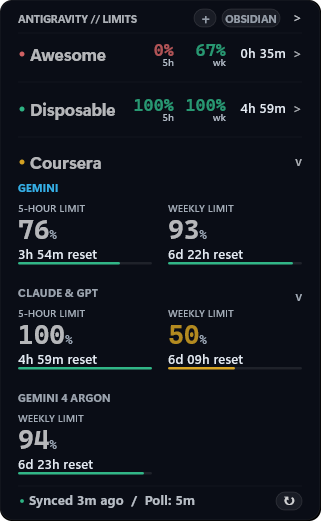 ANTIGRAVITY // LIMITS + OBSIDIAN >
Awesome 0% 5h 67% wk 0h 35m >
Disposable 100% 5h 100% wk 4h 59m >
Coursera v
GEMINI
5-HOUR LIMIT WEEKLY LIMIT
76% 93%
3h 54m reset 6d 22h reset
CLAUDE & GPT v
5-HOUR LIMIT WEEKLY LIMIT
100% 50%
4h 59m reset 6d 09h reset
GEMINI 4 ARGON
WEEKLY LIMIT
94%
6d 23h reset
Synced 3m ago / Poll: 5m ↻